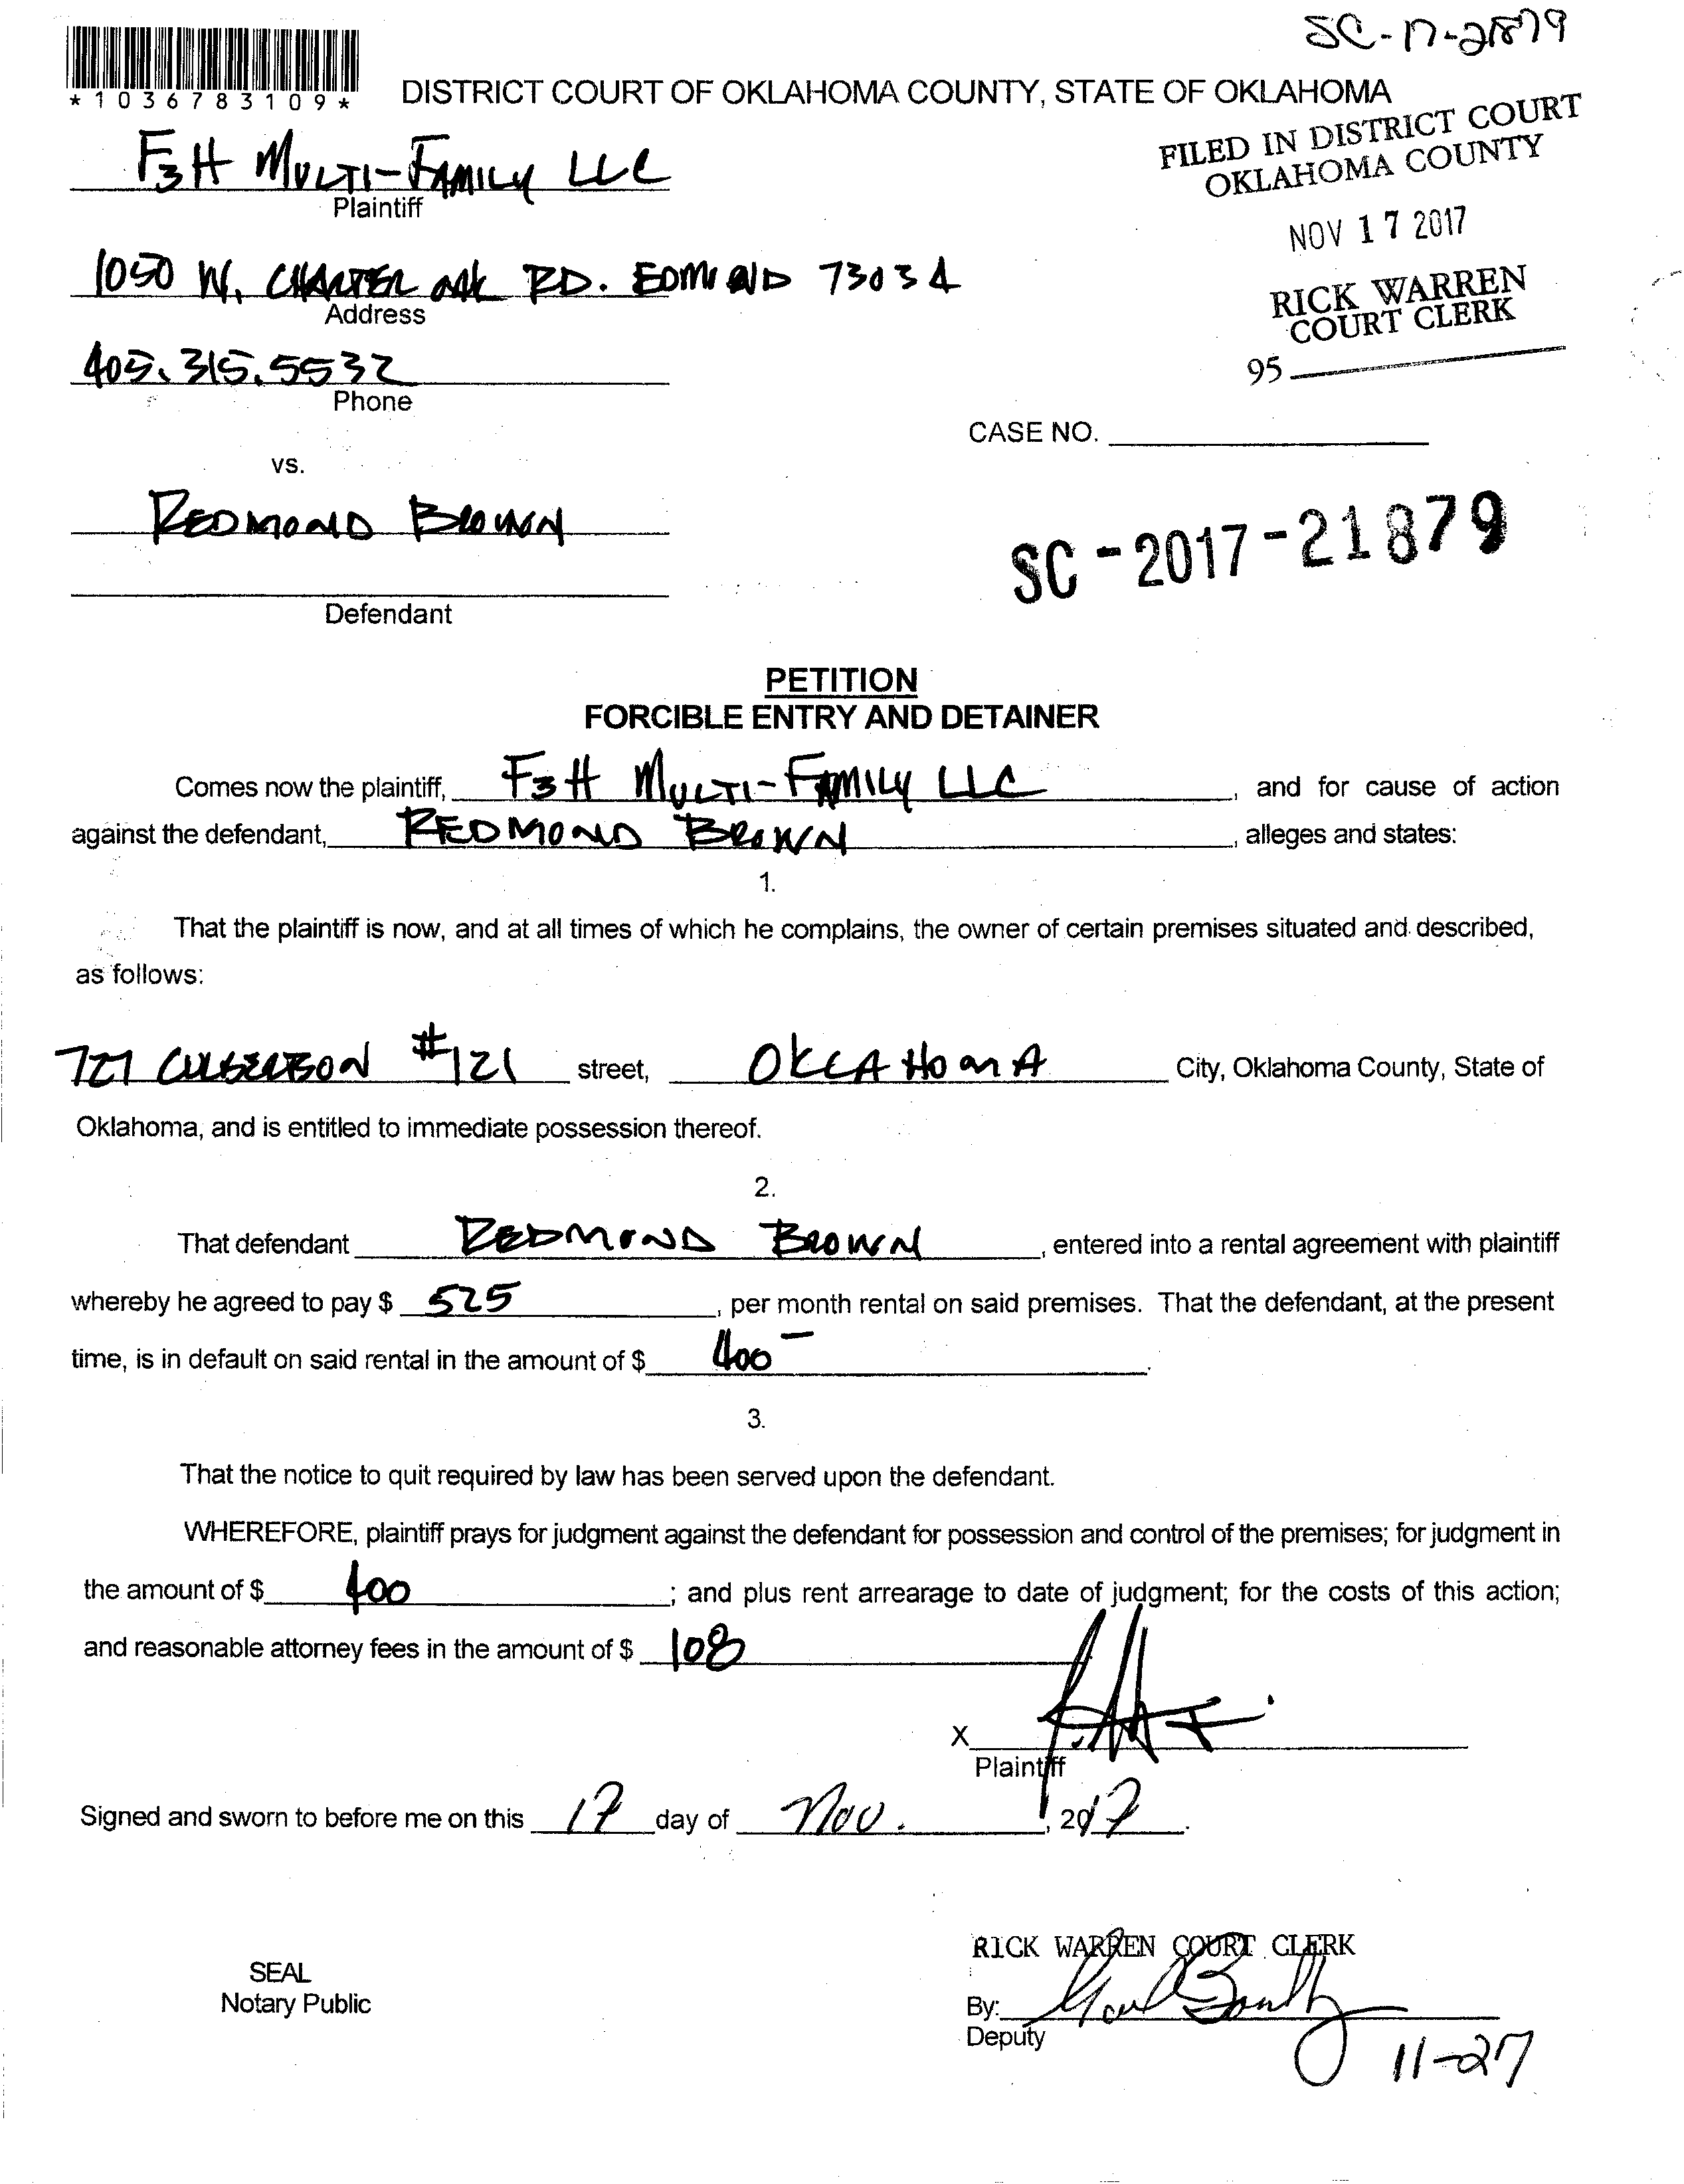 SC-17-21879
*1036783109*
DISTRICT COURT OF OKLAHOMA COUNTY, STATE OF OKLAHOMA
FILED IN DISTRICT COURT
OKLAHOMA COUNTY
F3H MULTI-FAMILY LLC
Plaintiff
NOV 17 2017
1050 W. CHARTER OAK RD. EDMOND 73034
Address
RICK WARREN
COURT CLERK
405.315.5532
Phone
95
CASE NO.
vs.
REDMOND BROWN
SC-2017-21879
Defendant
PETITION
FORCIBLE ENTRY AND DETAINER
Comes now the plaintiff, F3H MULTI-FAMILY LLC, and for cause of action
against the defendant, REDMOND BROWN, alleges and states:
1.
That the plaintiff is now, and at all times of which he complains, the owner of certain premises situated and described,
as follows:
727 CULBERTSON #121 street, OKLAHOMA City, Oklahoma County, State of
Oklahoma, and is entitled to immediate possession thereof.
2.
That defendant REDMOND BROWN, entered into a rental agreement with plaintiff
whereby he agreed to pay $ 525, per month rental on said premises. That the defendant, at the present
time, is in default on said rental in the amount of $ 400-.
3.
That the notice to quit required by law has been served upon the defendant.
WHEREFORE, plaintiff prays for judgment against the defendant for possession and control of the premises; for judgment in
the amount of $ 400; and plus rent arrearage to date of judgment; for the costs of this action;
and reasonable attorney fees in the amount of $ 108
X
Plaintiff
Signed and sworn to before me on this 17 day of Nov., 2017.
RICK WARREN COURT CLERK
SEAL
Notary Public
By:
Deputy
11-27